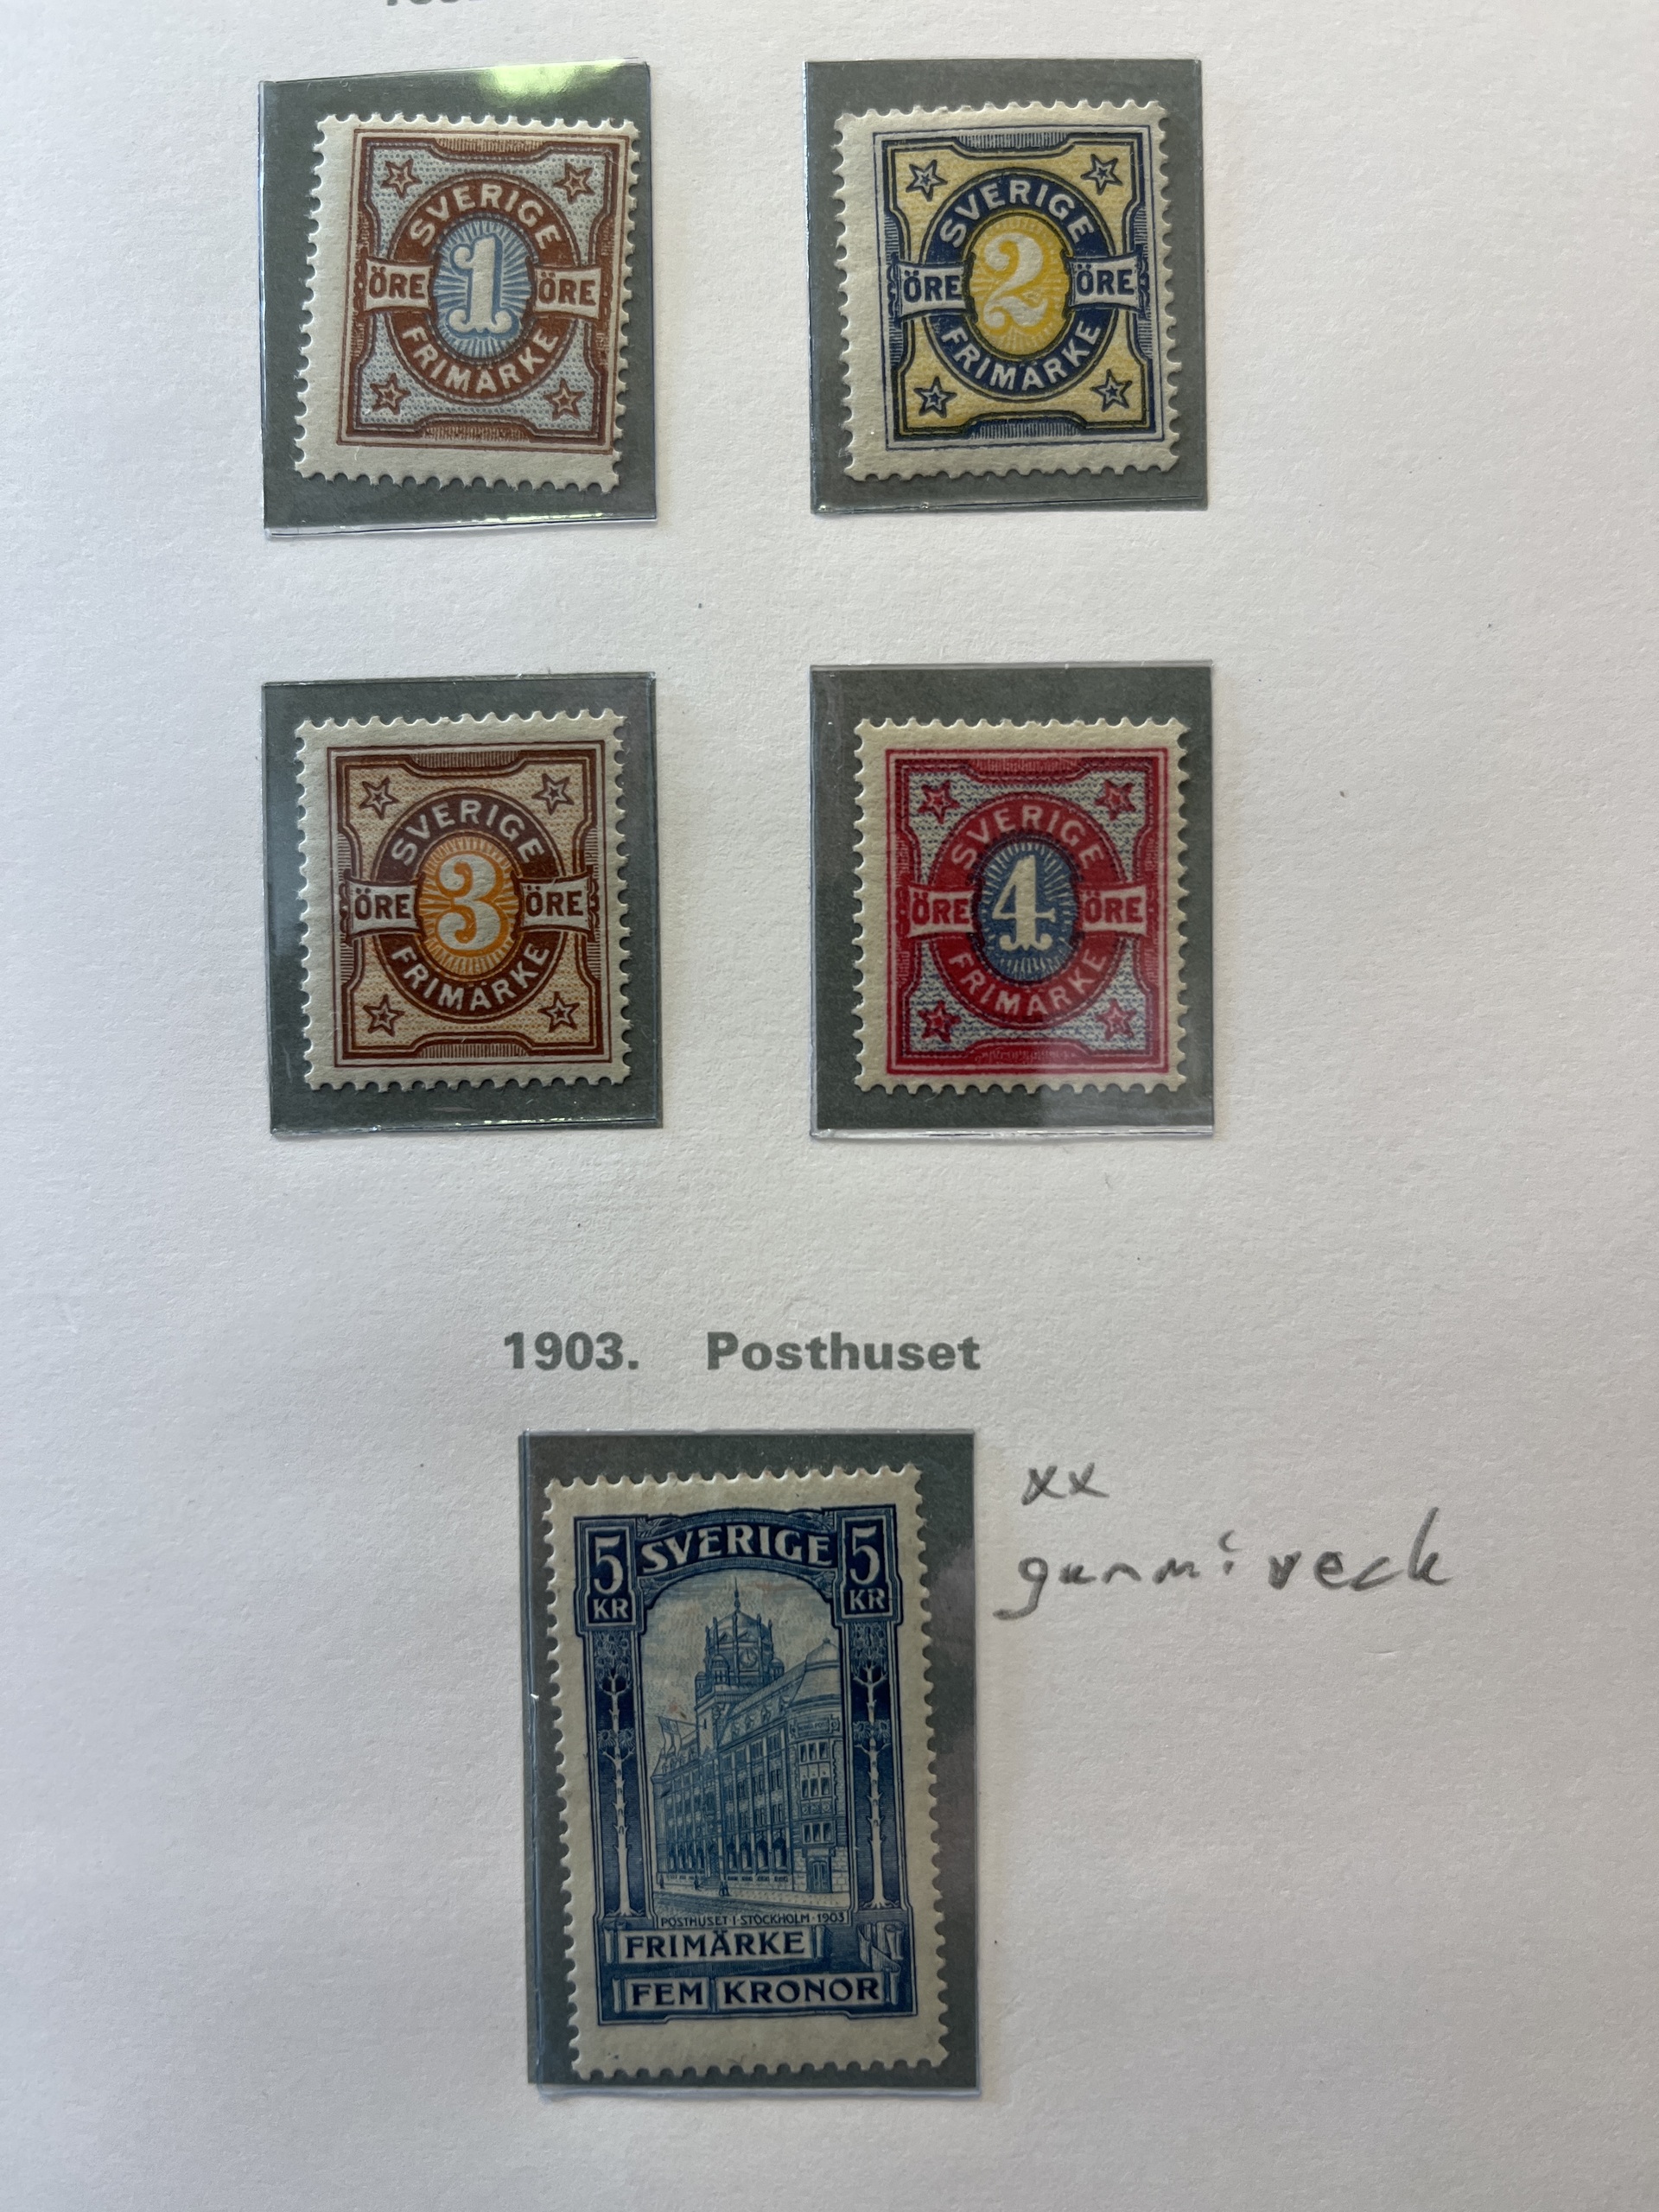 SVERIGE
ÖRE 1 ÖRE
FRIMÄRKE
SVERIGE
ÖRE 2 ÖRE
FRIMÄRKE
SVERIGE
ÖRE 3 ÖRE
FRIMÄRKE
SVERIGE
ÖRE 4 ÖRE
FRIMÄRKE
1903. Posthuset
5 SVERIGE 5
KR KR
POSTHUSET I STOCKHOLM 1903
FRIMÄRKE
FEM KRONOR
xx
gummiveck